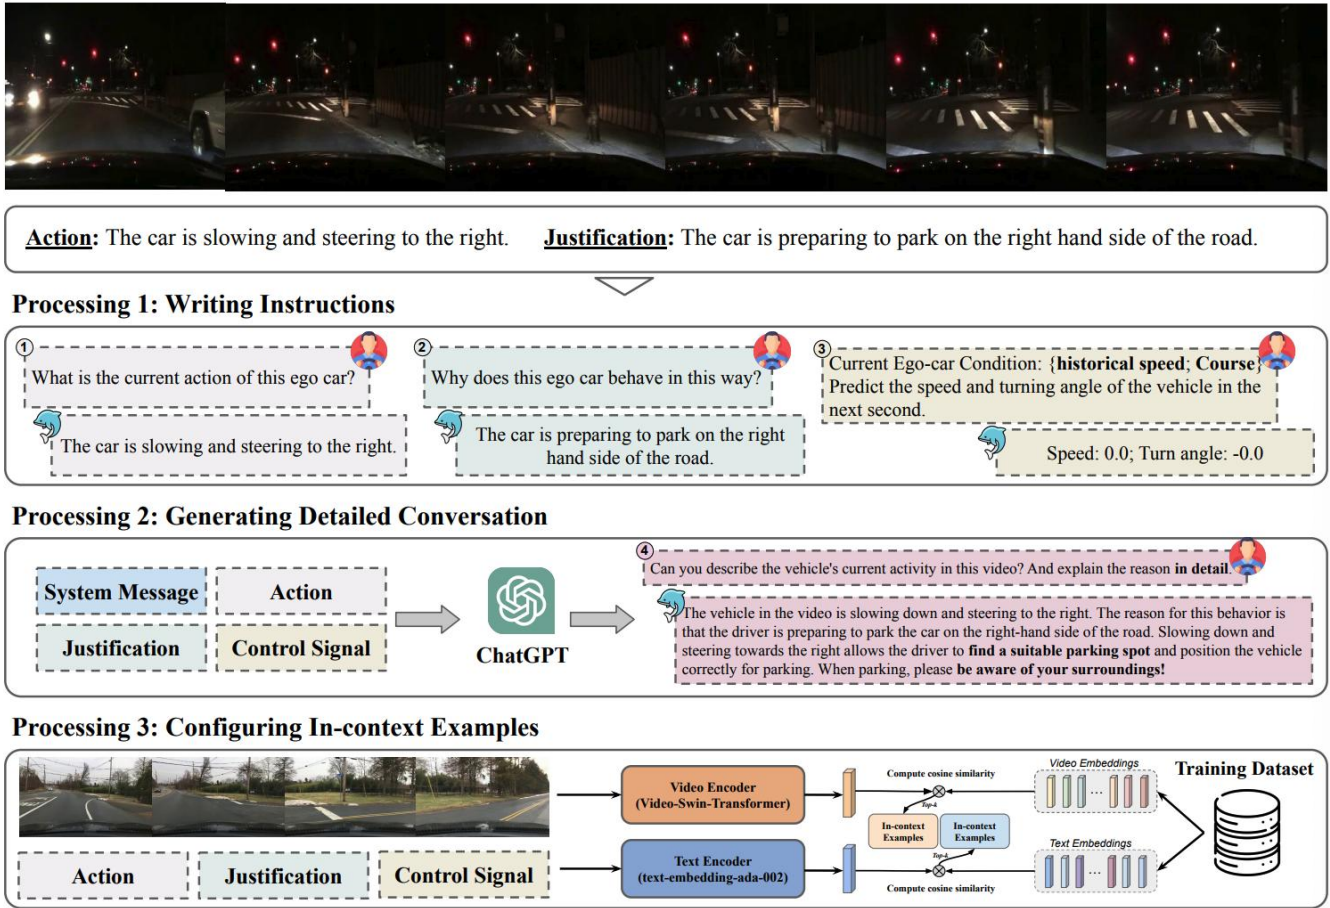 Action: The car is slowing and steering to the right. Justification: The car is preparing to park on the right hand side of the road.
Processing 1: Writing Instructions
1
What is the current action of this ego car?
The car is slowing and steering to the right.
2
Why does this ego car behave in this way?
The car is preparing to park on the right
hand side of the road.
3
Current Ego-car Condition: {historical speed; Course}
Predict the speed and turning angle of the vehicle in the
next second.
Speed: 0.0; Turn angle: -0.0
Processing 2: Generating Detailed Conversation
System Message
Action
Justification
Control Signal
ChatGPT
4
Can you describe the vehicle's current activity in this video? And explain the reason in detail.
The vehicle in the video is slowing down and steering to the right. The reason for this behavior is
that the driver is preparing to park the car on the right-hand side of the road. Slowing down and
steering towards the right allows the driver to find a suitable parking spot and position the vehicle
correctly for parking. When parking, please be aware of your surroundings!
Processing 3: Configuring In-context Examples
Action
Justification
Control Signal
Video Encoder
(Video-Swin-Transformer)
Text Encoder
(text-embedding-ada-002)
Compute cosine similarity
Top-k
In-context
Examples
In-context
Examples
Top-k
Compute cosine similarity
Video Embeddings
...
Text Embeddings
...
Training Dataset